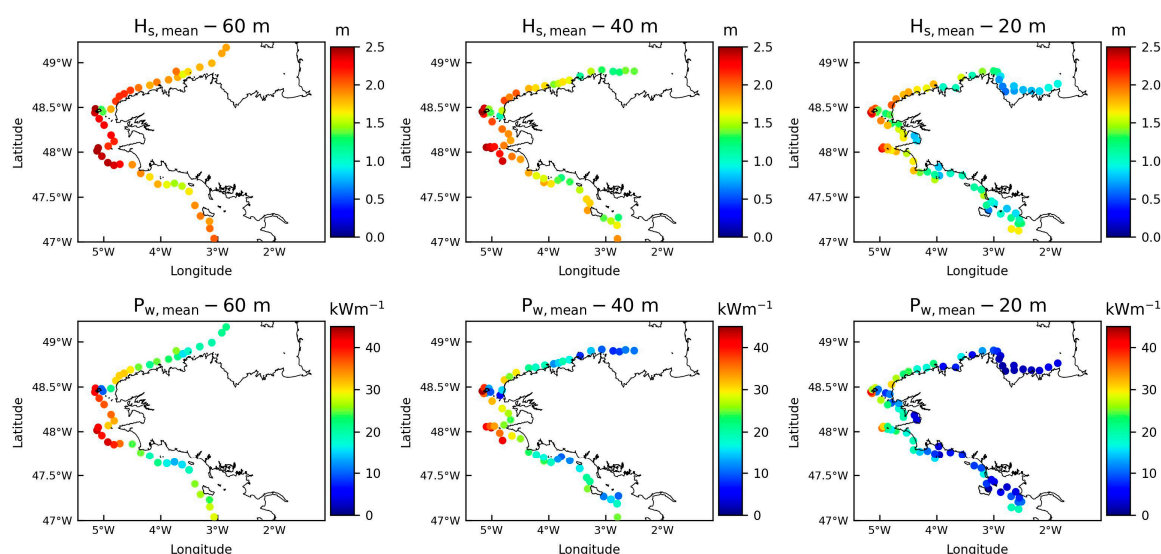 Hs, mean − 60 m
m
Hs, mean − 40 m
m
Hs, mean − 20 m
m
49°W
48.5°W
48°W
47.5°W
47°W
Latitude
5°W
4°W
3°W
2°W
Longitude
2.5
2.0
1.5
1.0
0.5
0.0
49°W
48.5°W
48°W
47.5°W
47°W
Latitude
5°W
4°W
3°W
2°W
Longitude
2.5
2.0
1.5
1.0
0.5
0.0
49°W
48.5°W
48°W
47.5°W
47°W
Latitude
5°W
4°W
3°W
2°W
Longitude
2.5
2.0
1.5
1.0
0.5
0.0
Pw, mean − 60 m
kWm−1
Pw, mean − 40 m
kWm−1
Pw, mean − 20 m
kWm−1
49°W
48.5°W
48°W
47.5°W
47°W
Latitude
5°W
4°W
3°W
2°W
Longitude
40
30
20
10
0
49°W
48.5°W
48°W
47.5°W
47°W
Latitude
5°W
4°W
3°W
2°W
Longitude
40
30
20
10
0
49°W
48.5°W
48°W
47.5°W
47°W
Latitude
5°W
4°W
3°W
2°W
Longitude
40
30
20
10
0